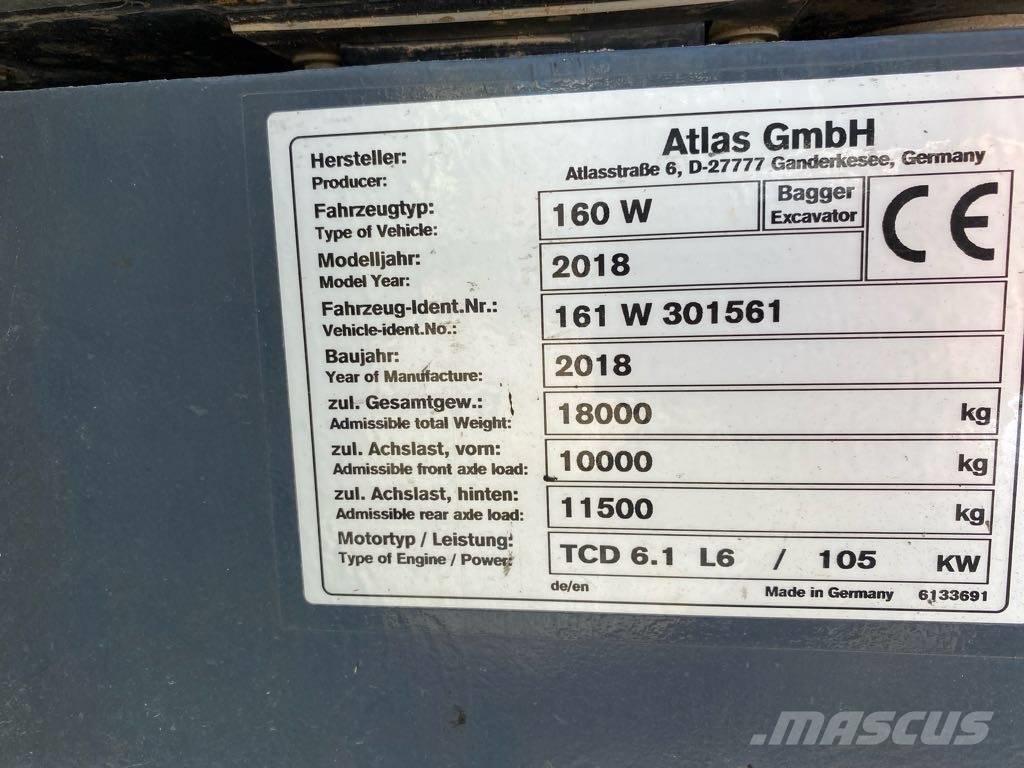 Atlas GmbH
Hersteller:
Producer:
Atlasstraße 6, D-27777 Ganderkesee, Germany
Fahrzeugtyp:
Type of Vehicle:
160 W
Bagger
Excavator
CE
Modelljahr:
Model Year:
2018
Fahrzeug-Ident.Nr.:
Vehicle-ident.No.:
161 W 301561
Baujahr:
Year of Manufacture:
2018
zul. Gesamtgew.:
Admissible total Weight:
18000 kg
zul. Achslast, vorn:
Admissible front axle load:
10000 kg
zul. Achslast, hinten:
Admissible rear axle load:
11500 kg
Motortyp / Leistung:
Type of Engine / Power:
TCD 6.1 L6 / 105 KW
de/en
Made in Germany 6133691
MASCUS